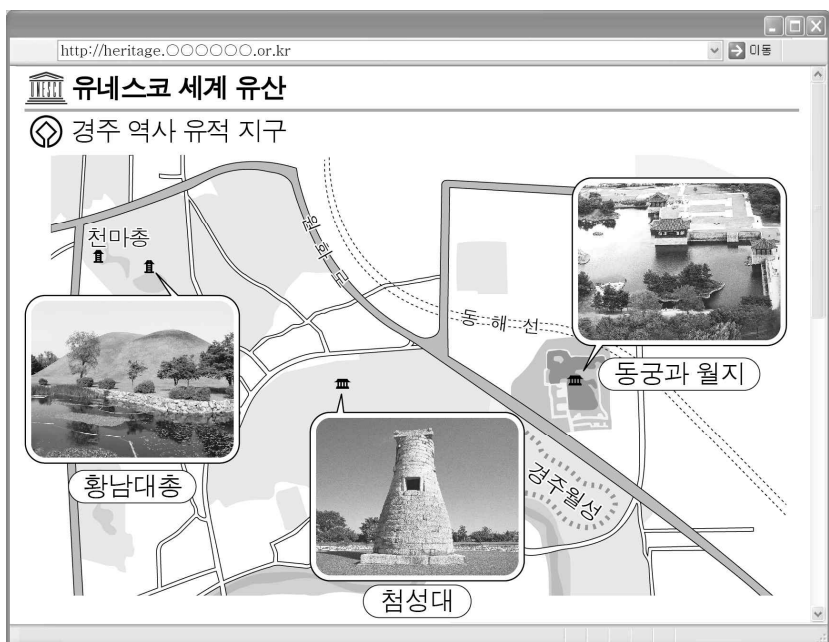 http://heritage.○○○○○○.or.kr
이동
유네스코 세계 유산
경주 역사 유적 지구
천마총
원화로
동해선
동궁과 월지
황남대총
경주월성
첨성대